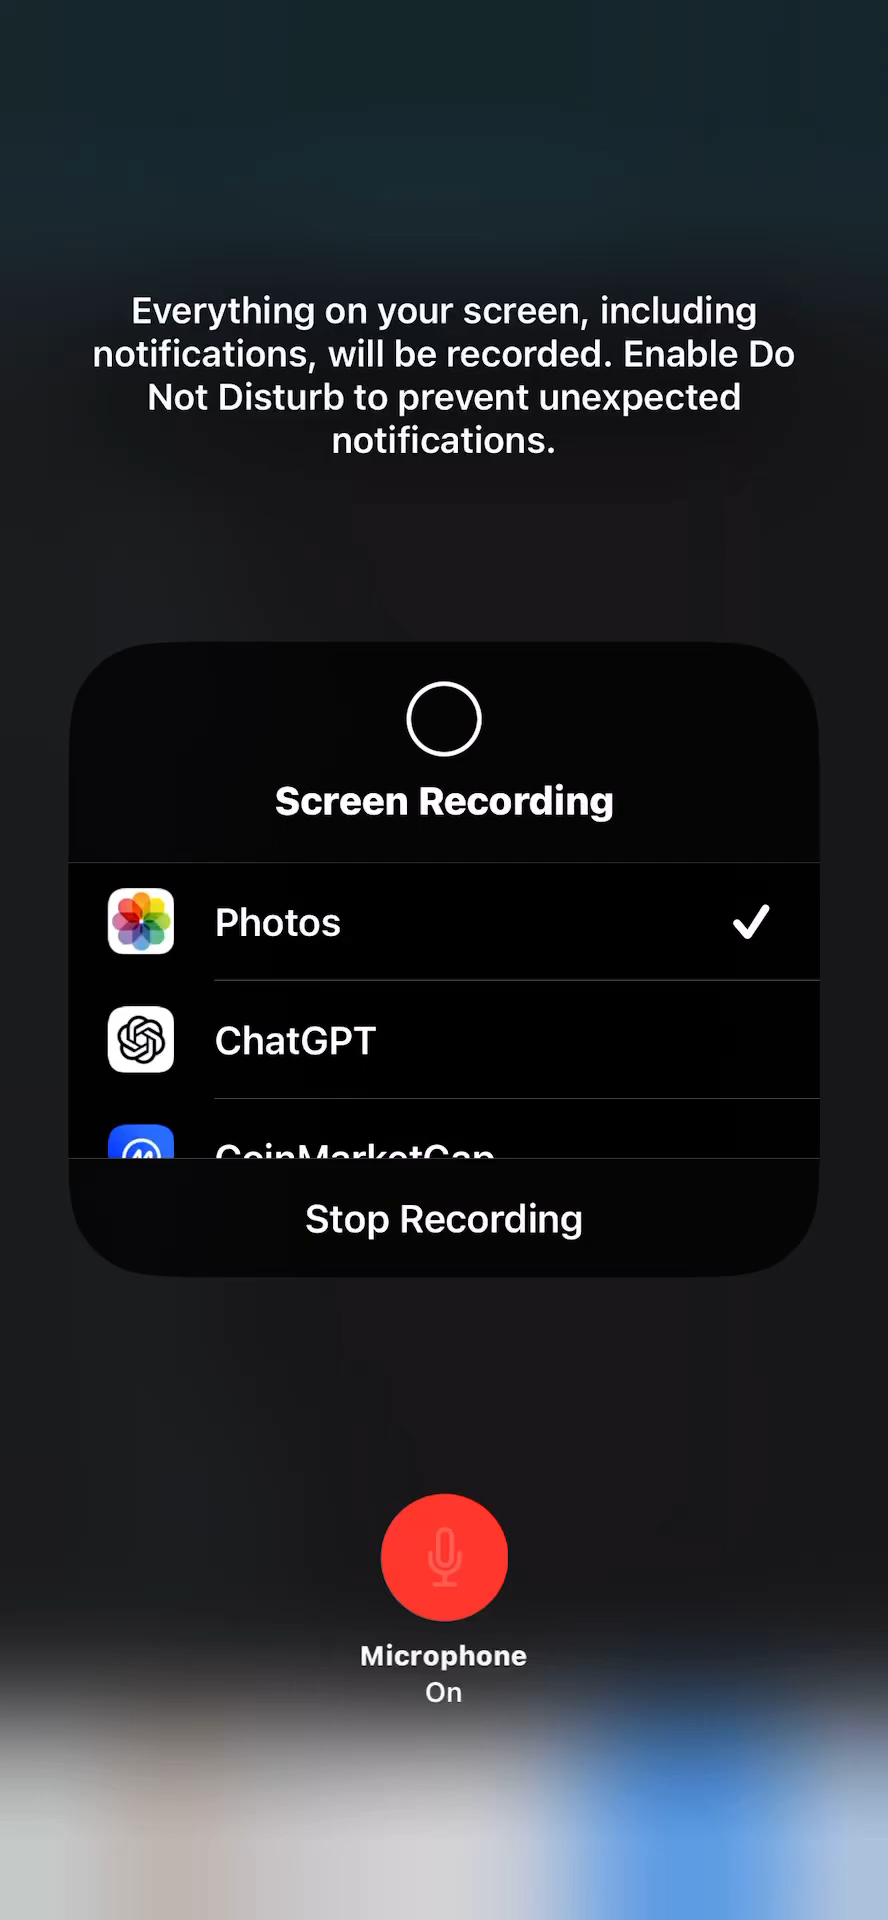 Everything on your screen, including
notifications, will be recorded. Enable Do
Not Disturb to prevent unexpected
notifications.
Screen Recording
Photos
ChatGPT
CoinMarketCap
Stop Recording
Microphone
On